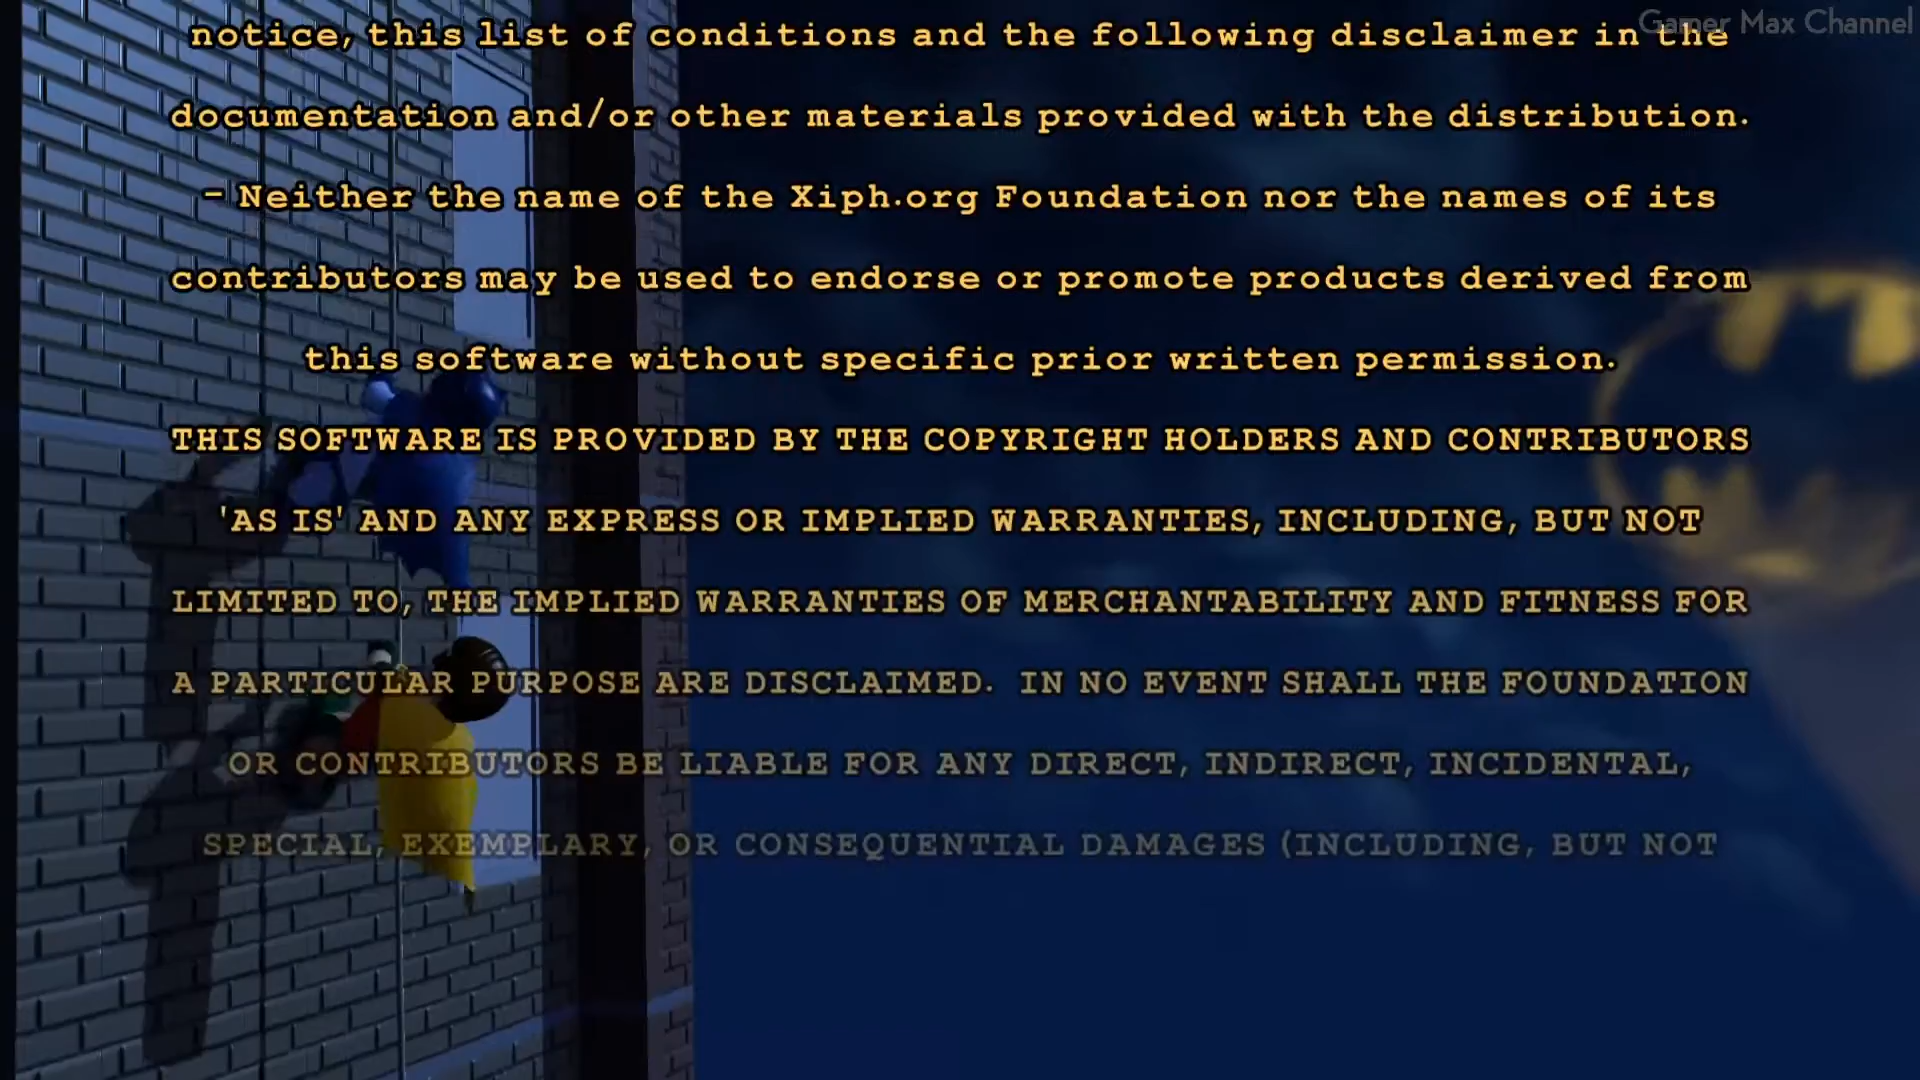 Gamer Max Channel
notice, this list of conditions and the following disclaimer in the
documentation and/or other materials provided with the distribution.
- Neither the name of the Xiph.org Foundation nor the names of its
contributors may be used to endorse or promote products derived from
this software without specific prior written permission.
THIS SOFTWARE IS PROVIDED BY THE COPYRIGHT HOLDERS AND CONTRIBUTORS
'AS IS' AND ANY EXPRESS OR IMPLIED WARRANTIES, INCLUDING, BUT NOT
LIMITED TO, THE IMPLIED WARRANTIES OF MERCHANTABILITY AND FITNESS FOR
A PARTICULAR PURPOSE ARE DISCLAIMED.  IN NO EVENT SHALL THE FOUNDATION
OR CONTRIBUTORS BE LIABLE FOR ANY DIRECT, INDIRECT, INCIDENTAL,
SPECIAL, EXEMPLARY, OR CONSEQUENTIAL DAMAGES (INCLUDING, BUT NOT